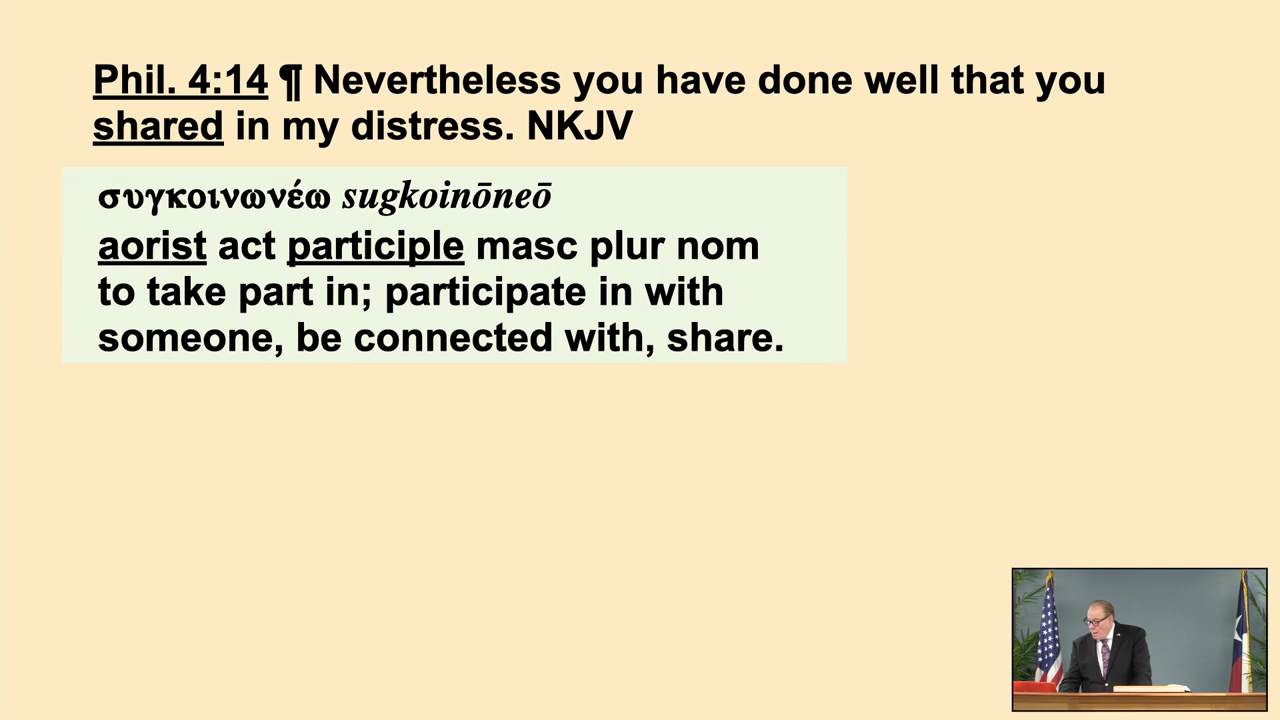 Phil. 4:14 ¶ Nevertheless you have done well that you
shared in my distress. NKJV
συγκοινωνέω sugkoinōneō
aorist act participle masc plur nom
to take part in; participate in with
someone, be connected with, share.